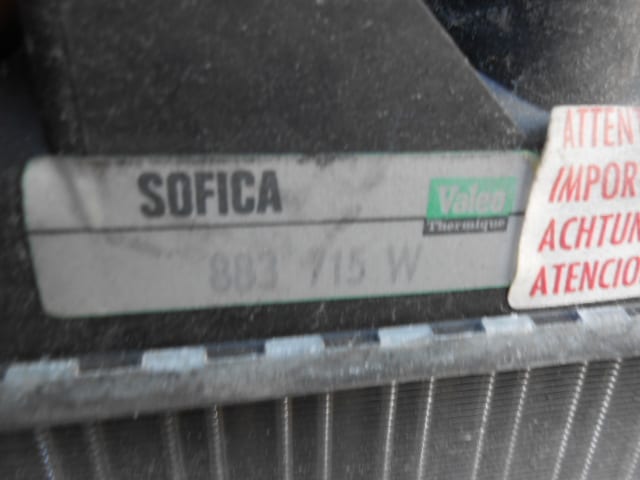 SOFICA
Valeo
Thermique
883 715 W
ATTEN
IMPOR
ACHTUN
ATENCIO